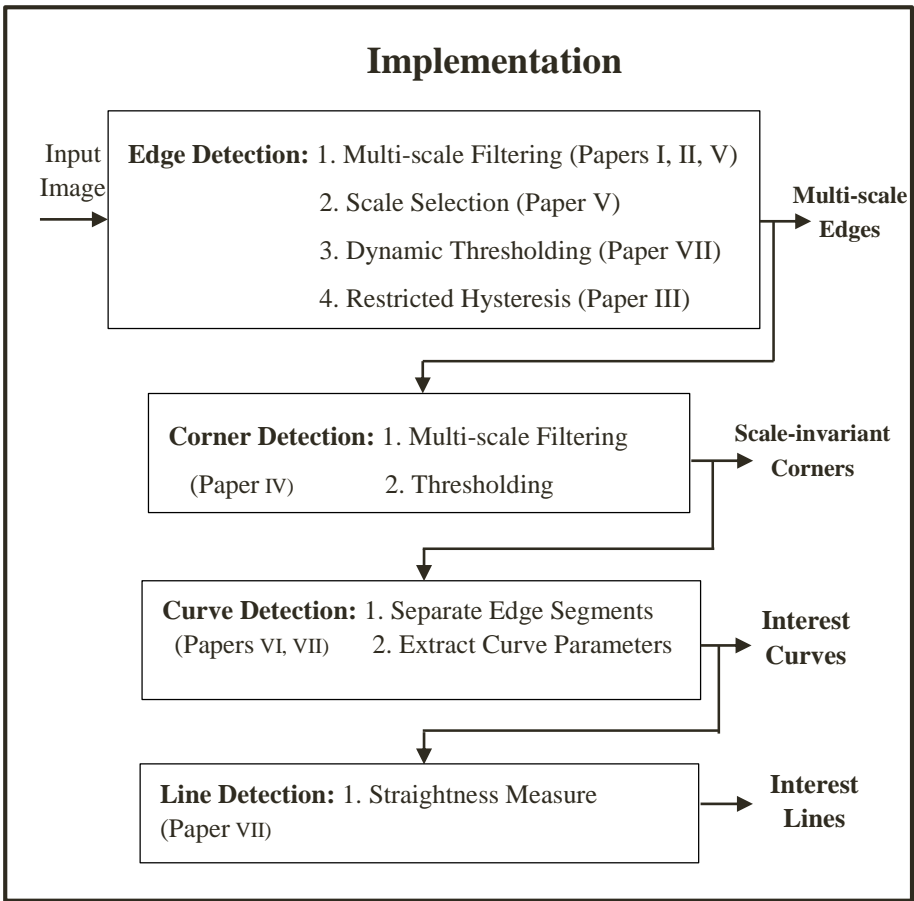 Implementation
Input
Image
Edge Detection: 1. Multi-scale Filtering (Papers I, II, V)
2. Scale Selection (Paper V)
3. Dynamic Thresholding (Paper VII)
4. Restricted Hysteresis (Paper III)
Multi-scale
Edges
Corner Detection: 1. Multi-scale Filtering
(Paper IV) 2. Thresholding
Scale-invariant
Corners
Curve Detection: 1. Separate Edge Segments
(Papers VI, VII) 2. Extract Curve Parameters
Interest
Curves
Line Detection: 1. Straightness Measure
(Paper VII)
Interest
Lines